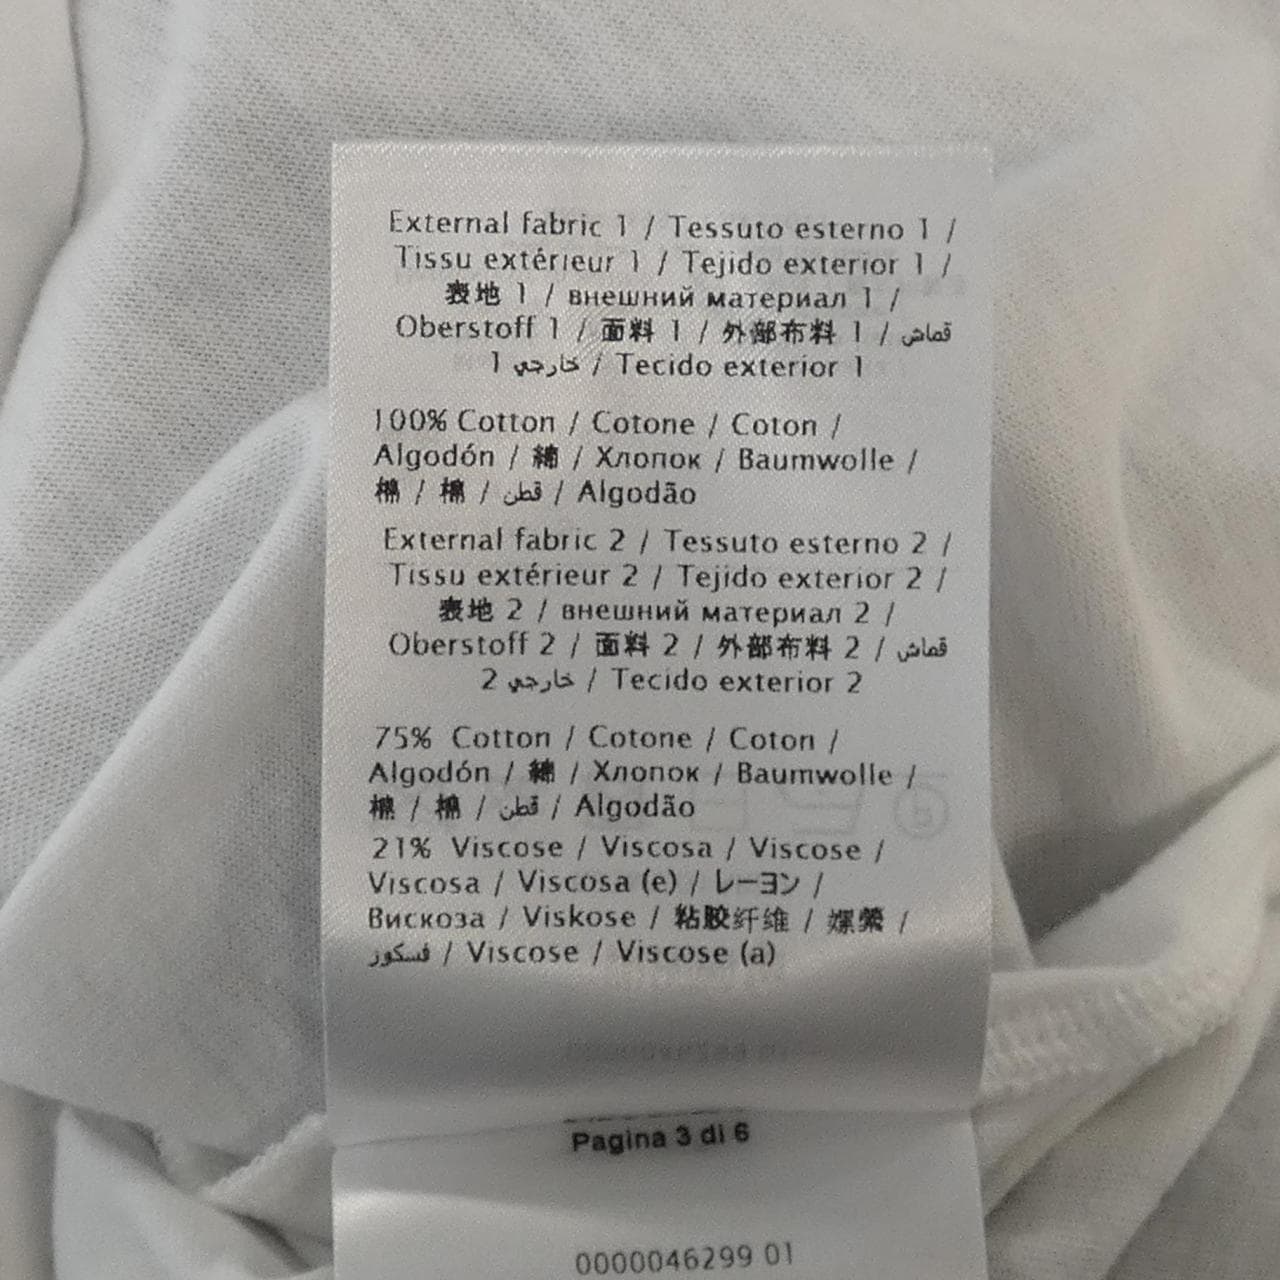 External fabric 1 / Tessuto esterno 1 /
Tissu extérieur 1 / Tejido exterior 1 /
表地 1 / внешний материал 1 /
Oberstoff 1 / 面料 1 / 外部布料 1 / قماش
خارجي 1 / Tecido exterior 1
100% Cotton / Cotone / Coton /
Algodón / 綿 / Хлопок / Baumwolle /
棉 / 棉 / قطن / Algodão
External fabric 2 / Tessuto esterno 2 /
Tissu extérieur 2 / Tejido exterior 2 /
表地 2 / внешний материал 2 /
Oberstoff 2 / 面料 2 / 外部布料 2 / قماش
خارجي 2 / Tecido exterior 2
75% Cotton / Cotone / Coton /
Algodón / 綿 / Хлопок / Baumwolle /
棉 / 棉 / قطن / Algodão
21% Viscose / Viscosa / Viscose /
Viscosa / Viscosa (e) / レーヨン /
Вискоза / Viskose / 粘胶纤维 / 嫘縈 /
فسكوز / Viscose / Viscose (a)
Pagina 3 di 6
0000046299 01